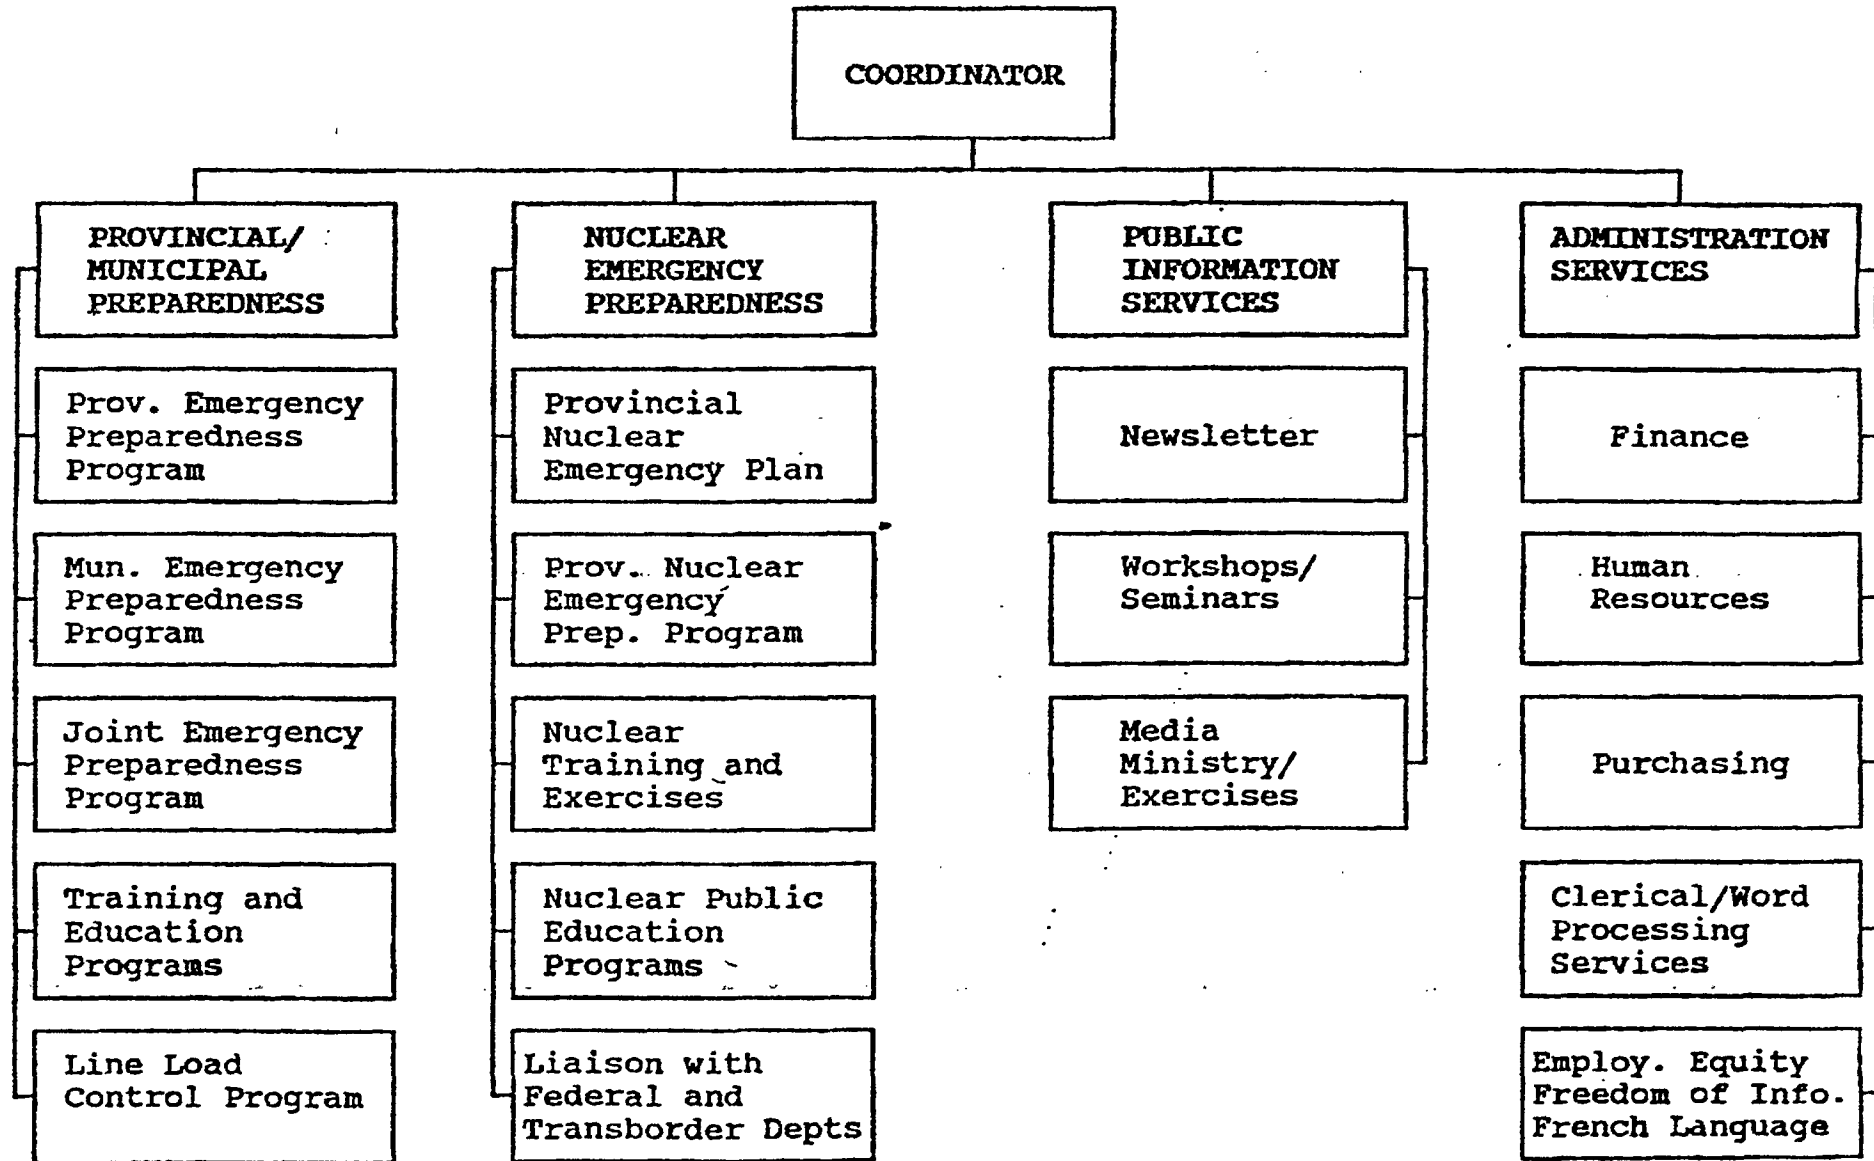 COORDINATOR
PROVINCIAL/
MUNICIPAL
PREPAREDNESS
Prov. Emergency
Preparedness
Program
Mun. Emergency
Preparedness
Program
Joint Emergency
Preparedness
Program
Training and
Education
Programs
Line Load
Control Program
NUCLEAR
EMERGENCY
PREPAREDNESS
Provincial
Nuclear
Emergency Plan
Prov. Nuclear
Emergency
Prep. Program
Nuclear
Training and
Exercises
Nuclear Public
Education
Programs
Liaison with
Federal and
Transborder Depts
PUBLIC
INFORMATION
SERVICES
Newsletter
Workshops/
Seminars
Media
Ministry/
Exercises
ADMINISTRATION
SERVICES
Finance
Human
Resources
Purchasing
Clerical/Word
Processing
Services
Employ. Equity
Freedom of Info.
French Language